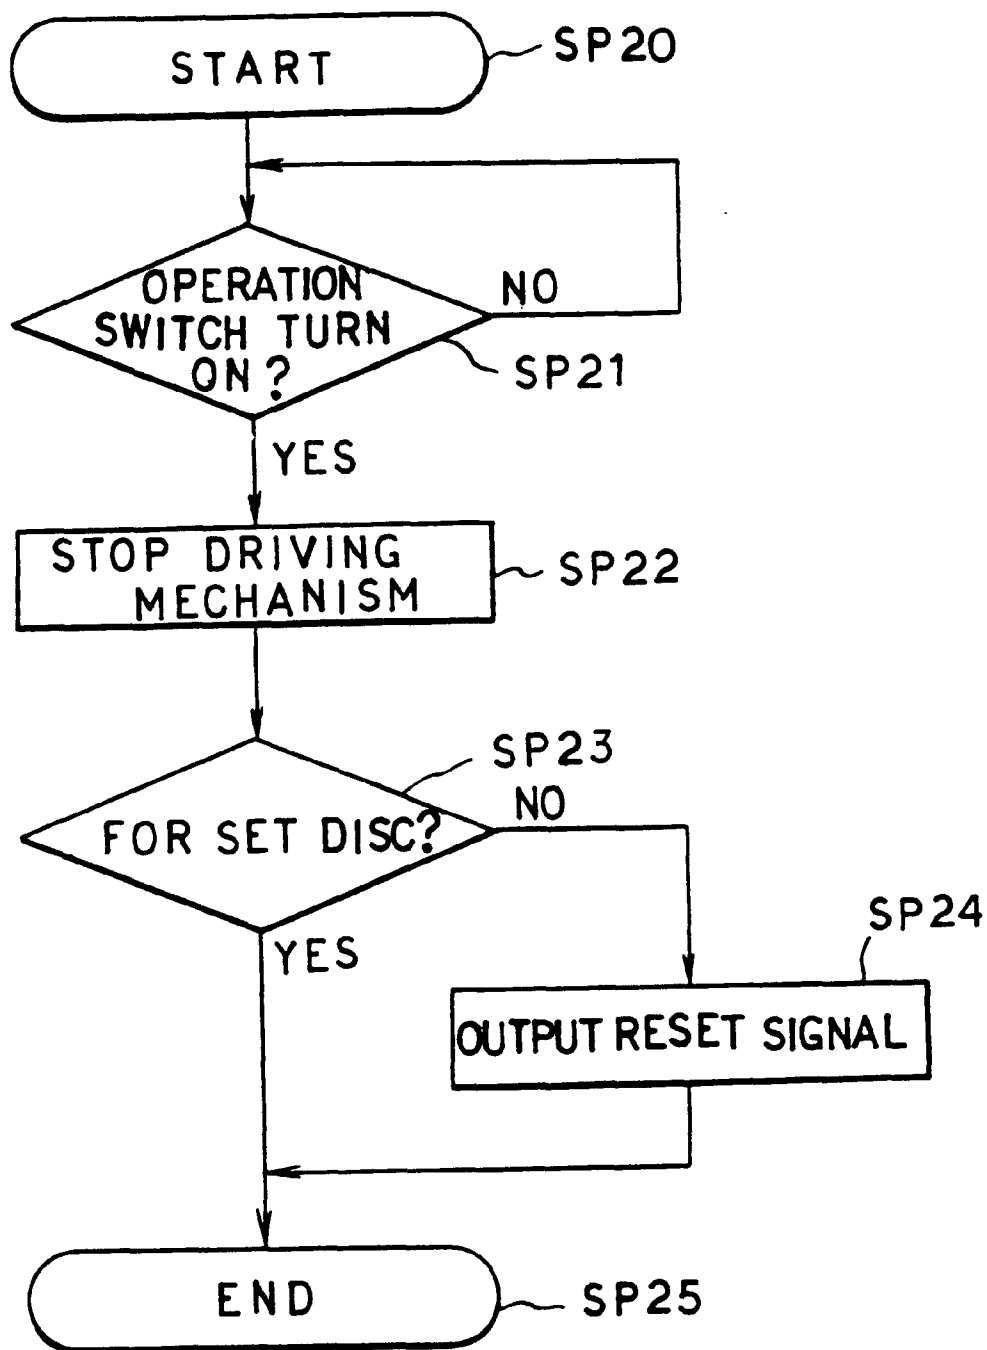 START
SP20
OPERATION
SWITCH TURN
ON?
NO
SP21
YES
STOP DRIVING
MECHANISM
SP22
SP23
FOR SET DISC?
NO
YES
SP24
OUTPUT RESET SIGNAL
END
SP25